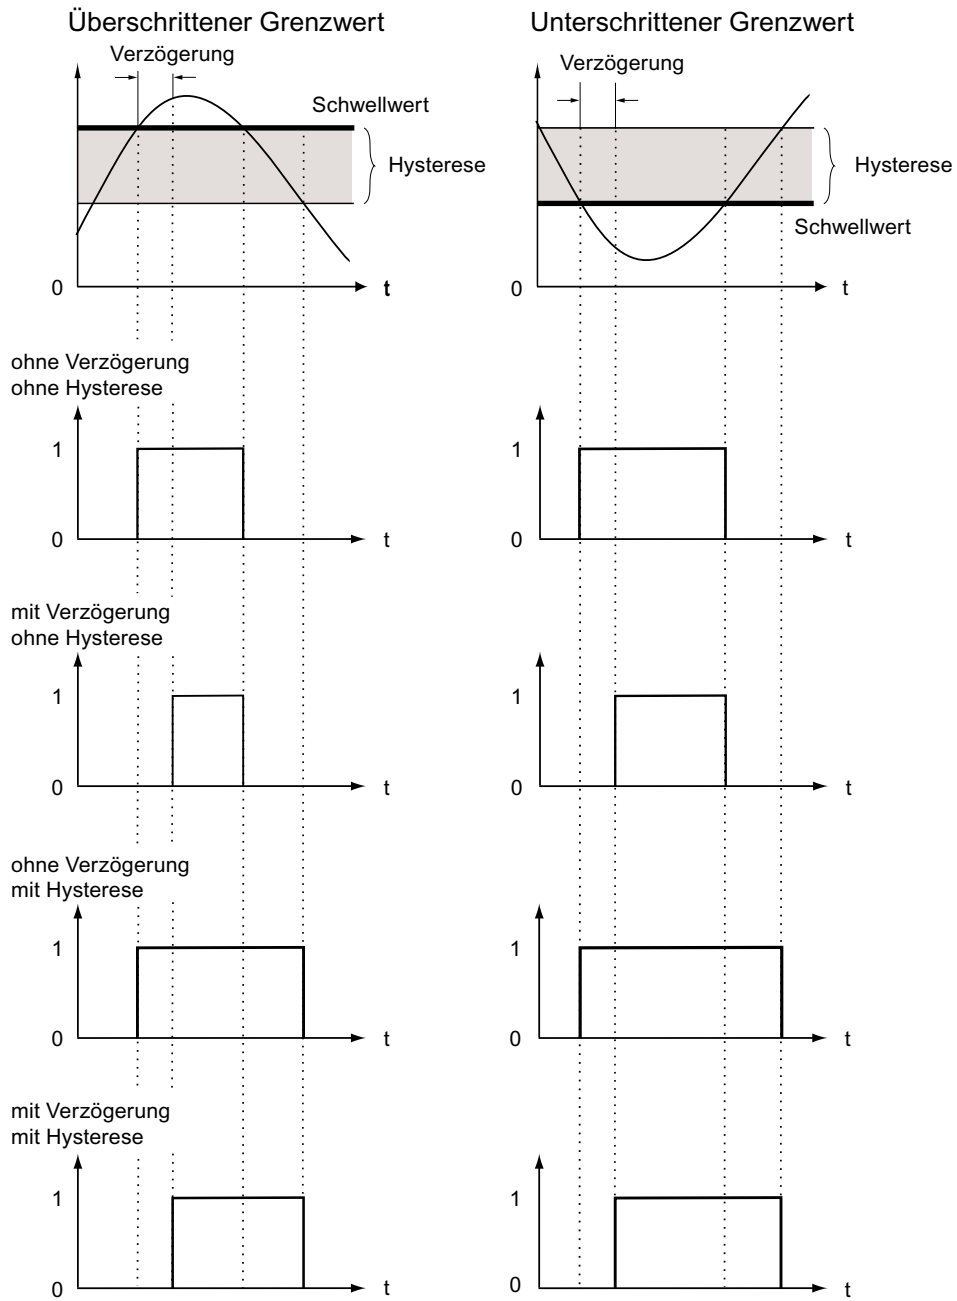 Überschrittener Grenzwert
Unterschrittener Grenzwert
Verzögerung
Verzögerung
Schwellwert
Hysterese
Hysterese
Schwellwert
0
t
0
t
ohne Verzögerung
ohne Hysterese
1
0
t
1
0
t
mit Verzögerung
ohne Hysterese
1
0
t
1
0
t
ohne Verzögerung
mit Hysterese
1
0
t
1
0
t
mit Verzögerung
mit Hysterese
1
0
t
1
0
t